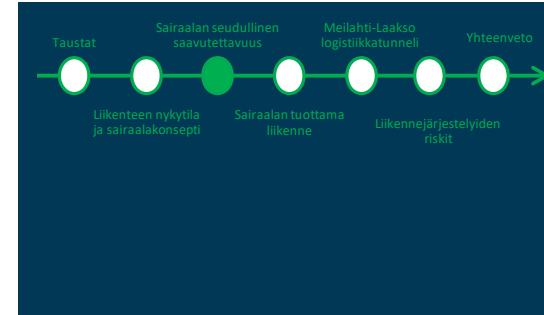 Taustat
Sairaalan seudullinen
saavutettavuus
Meilahti-Laakso
logistiikkatunneli
Yhteenveto
Liikenteen nykytila
ja sairaalakonsepti
Sairaalan tuottama
liikenne
Liikennejärjestelyiden
riskit